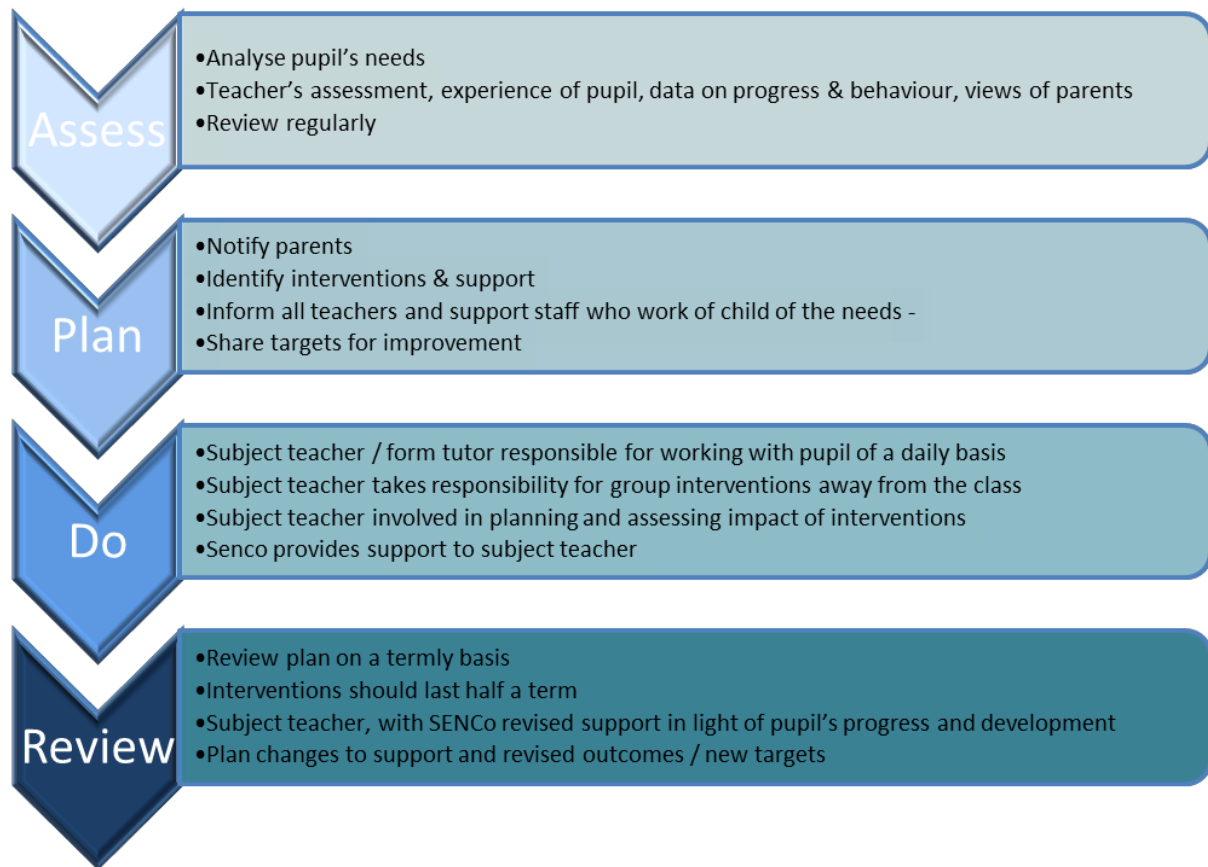 Assess
•Analyse pupil’s needs
•Teacher’s assessment, experience of pupil, data on progress & behaviour, views of parents
•Review regularly
Plan
•Notify parents
•Identify interventions & support
•Inform all teachers and support staff who work of child of the needs -
•Share targets for improvement
Do
•Subject teacher / form tutor responsible for working with pupil of a daily basis
•Subject teacher takes responsibility for group interventions away from the class
•Subject teacher involved in planning and assessing impact of interventions
•Senco provides support to subject teacher
Review
•Review plan on a termly basis
•Interventions should last half a term
•Subject teacher, with SENCo revised support in light of pupil’s progress and development
•Plan changes to support and revised outcomes / new targets